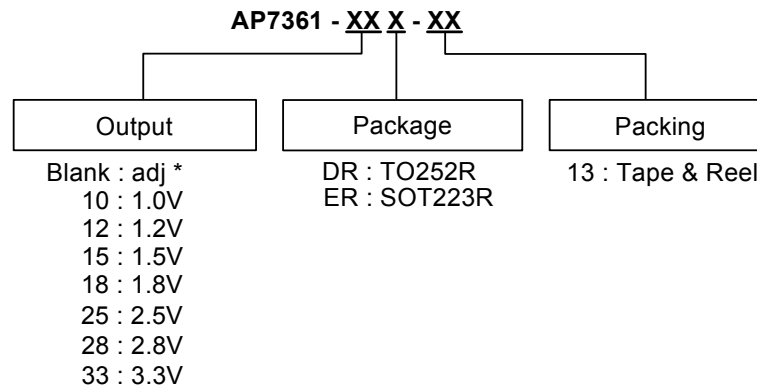 AP7361 - XX X - XX
Output
Blank : adj *
10 : 1.0V
12 : 1.2V
15 : 1.5V
18 : 1.8V
25 : 2.5V
28 : 2.8V
33 : 3.3V
Package
DR : TO252R
ER : SOT223R
Packing
13 : Tape & Reel